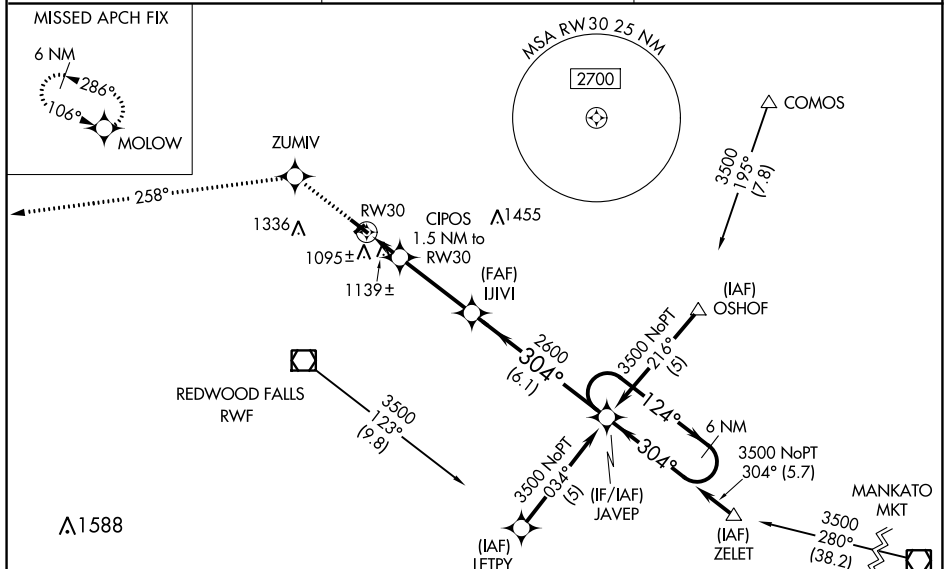 MISSED APCH FIX
6 NM
286°
106°
MOLOW
MSA RW30 25 NM
2700
COMOS
3500
195°
(7.8)
ZUMIV
258°
1336
RW30
CIPOS
1.5 NM to
RW30
1455
1095±
1139±
(FAF)
IJIVI
(IAF)
OSHOF
2600
304°
(6.1)
3500 NoPT
216°
(5)
REDWOOD FALLS
RWF
3500
123°
(9.8)
124°
6 NM
304°
3500 NoPT
304° (5.7)
3500 NoPT
034°
(5)
(IF/IAF)
JAVEP
MANKATO
MKT
3500
280°
(38.2)
1588
(IAF)
ZELET
(IAF)